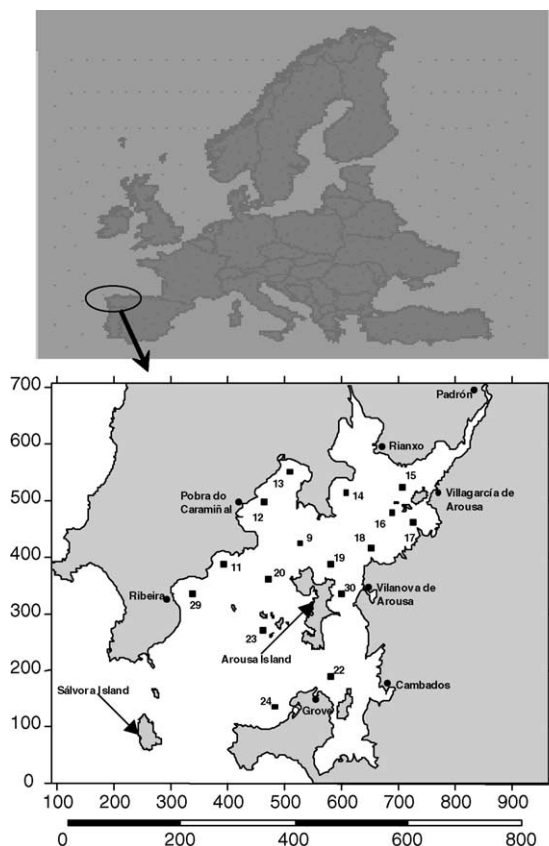 700
Padrón
600
Rianxo
13
15
14
500
Pobra do
Caramiñal
Villagarcía de
Arousa
12
16
9
18
17
400
11
20
19
30
Vilanova de
Arousa
Ribeira
29
300
23
Arousa Island
200
22
Sálvora Island
Cambados
24
Grove
100
0
100 200 300 400 500 600 700 800 900
0 200 400 600 800